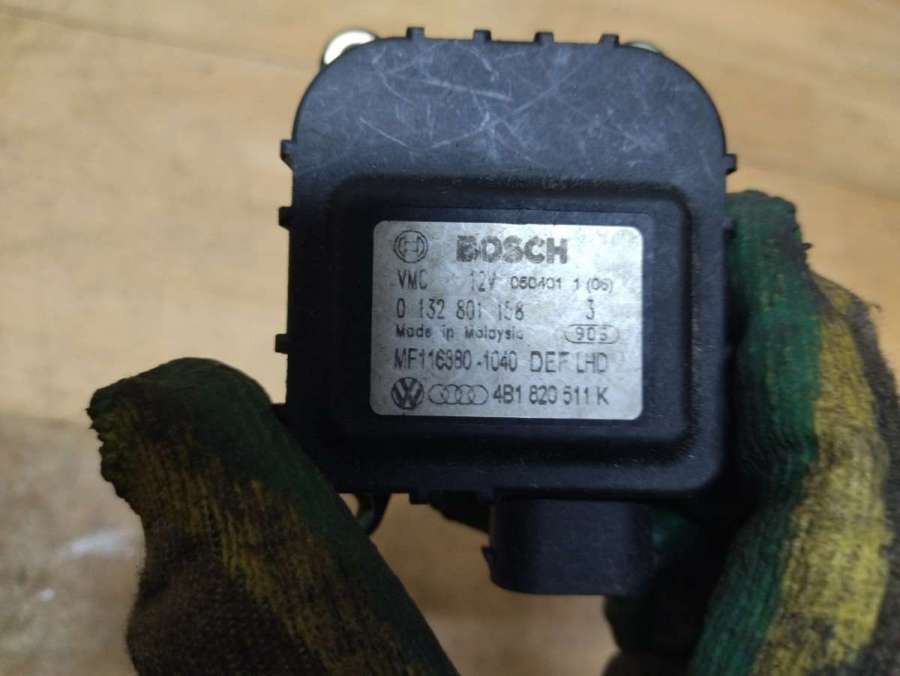 BOSCH
VMC 12V 050401 1 (06)
0 132 801 158 3
Made in Malaysia 905
MF116380-1040 DEF LHD
4B1 820 511 K